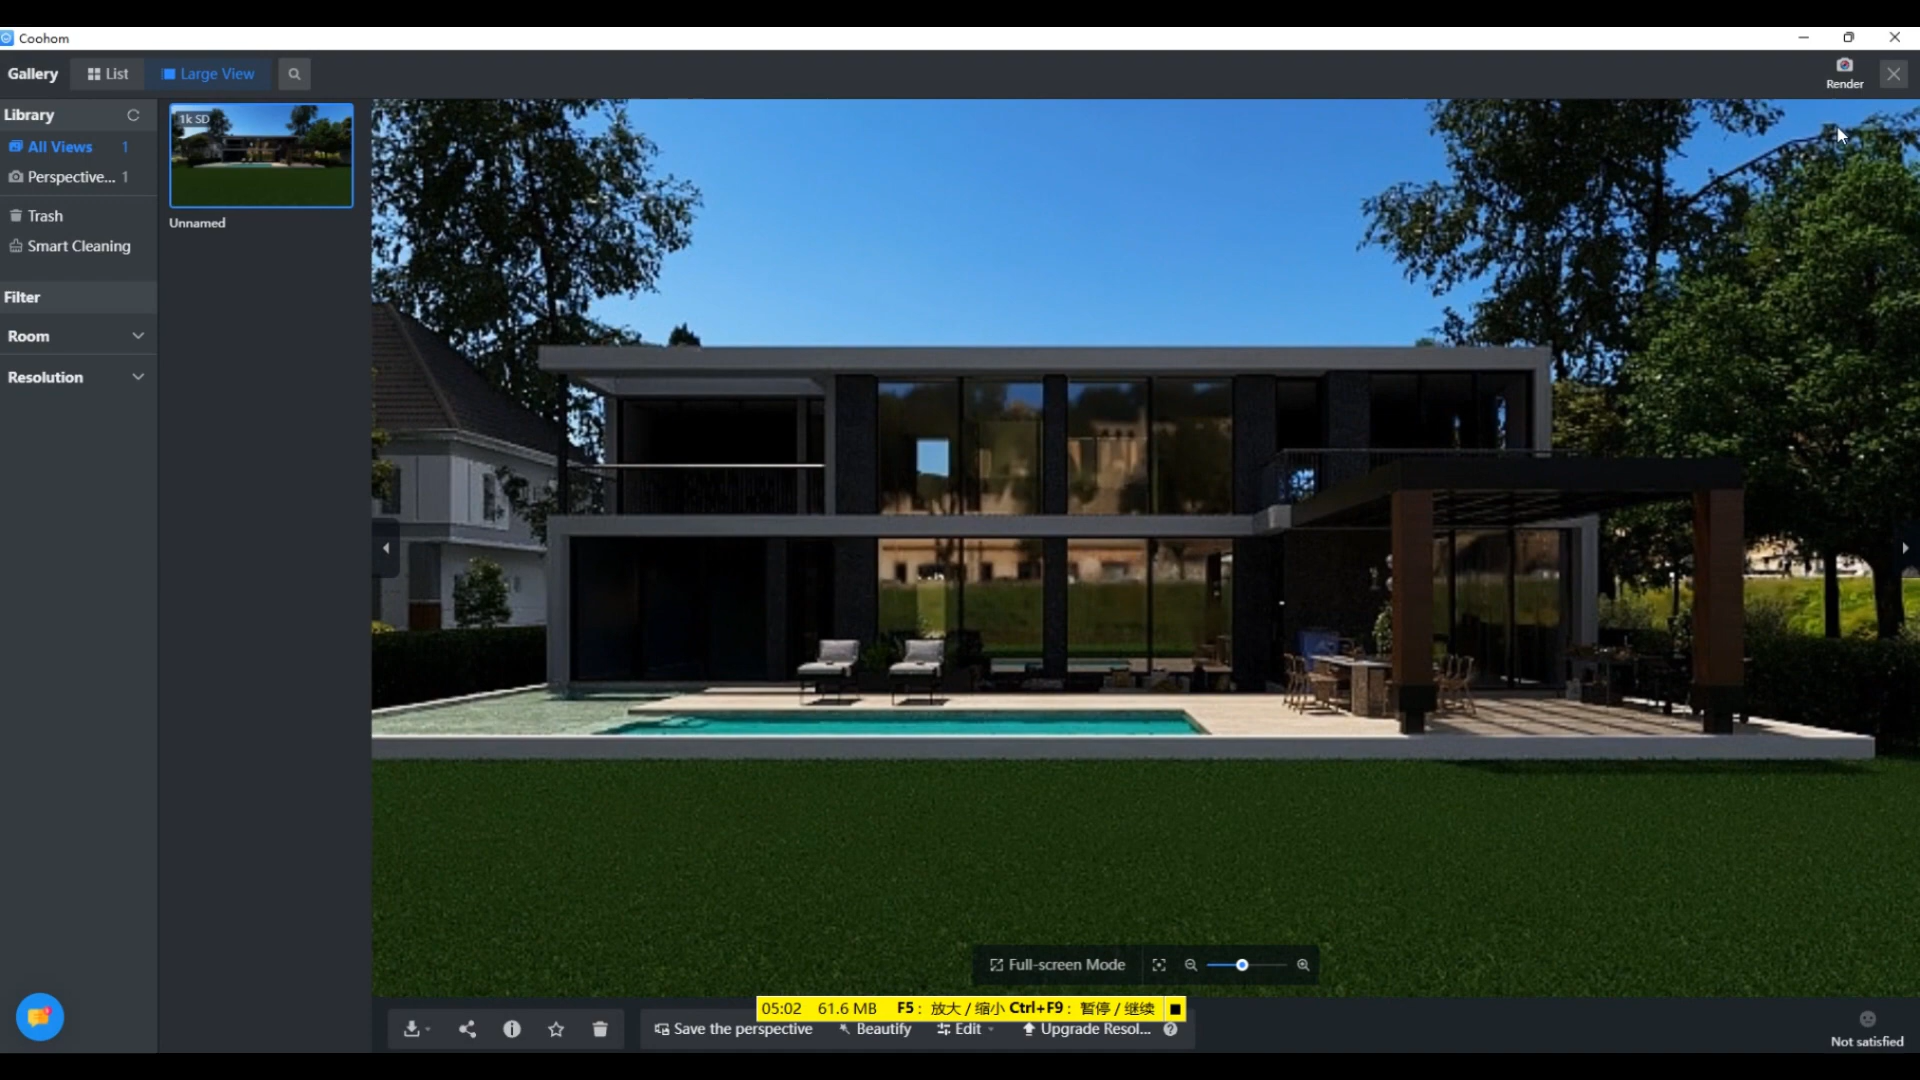 Coohom
Gallery
List
Large View
Render
Library
All Views 1
Perspective... 1
Trash
Smart Cleaning
Filter
Room
Resolution
1k SD
Unnamed
Full-screen Mode
05:02 61.6 MB F5: 放大/缩小 Ctrl+F9: 暂停/继续
Save the perspective
Beautify
Edit
Upgrade Resol...
Not satisfied